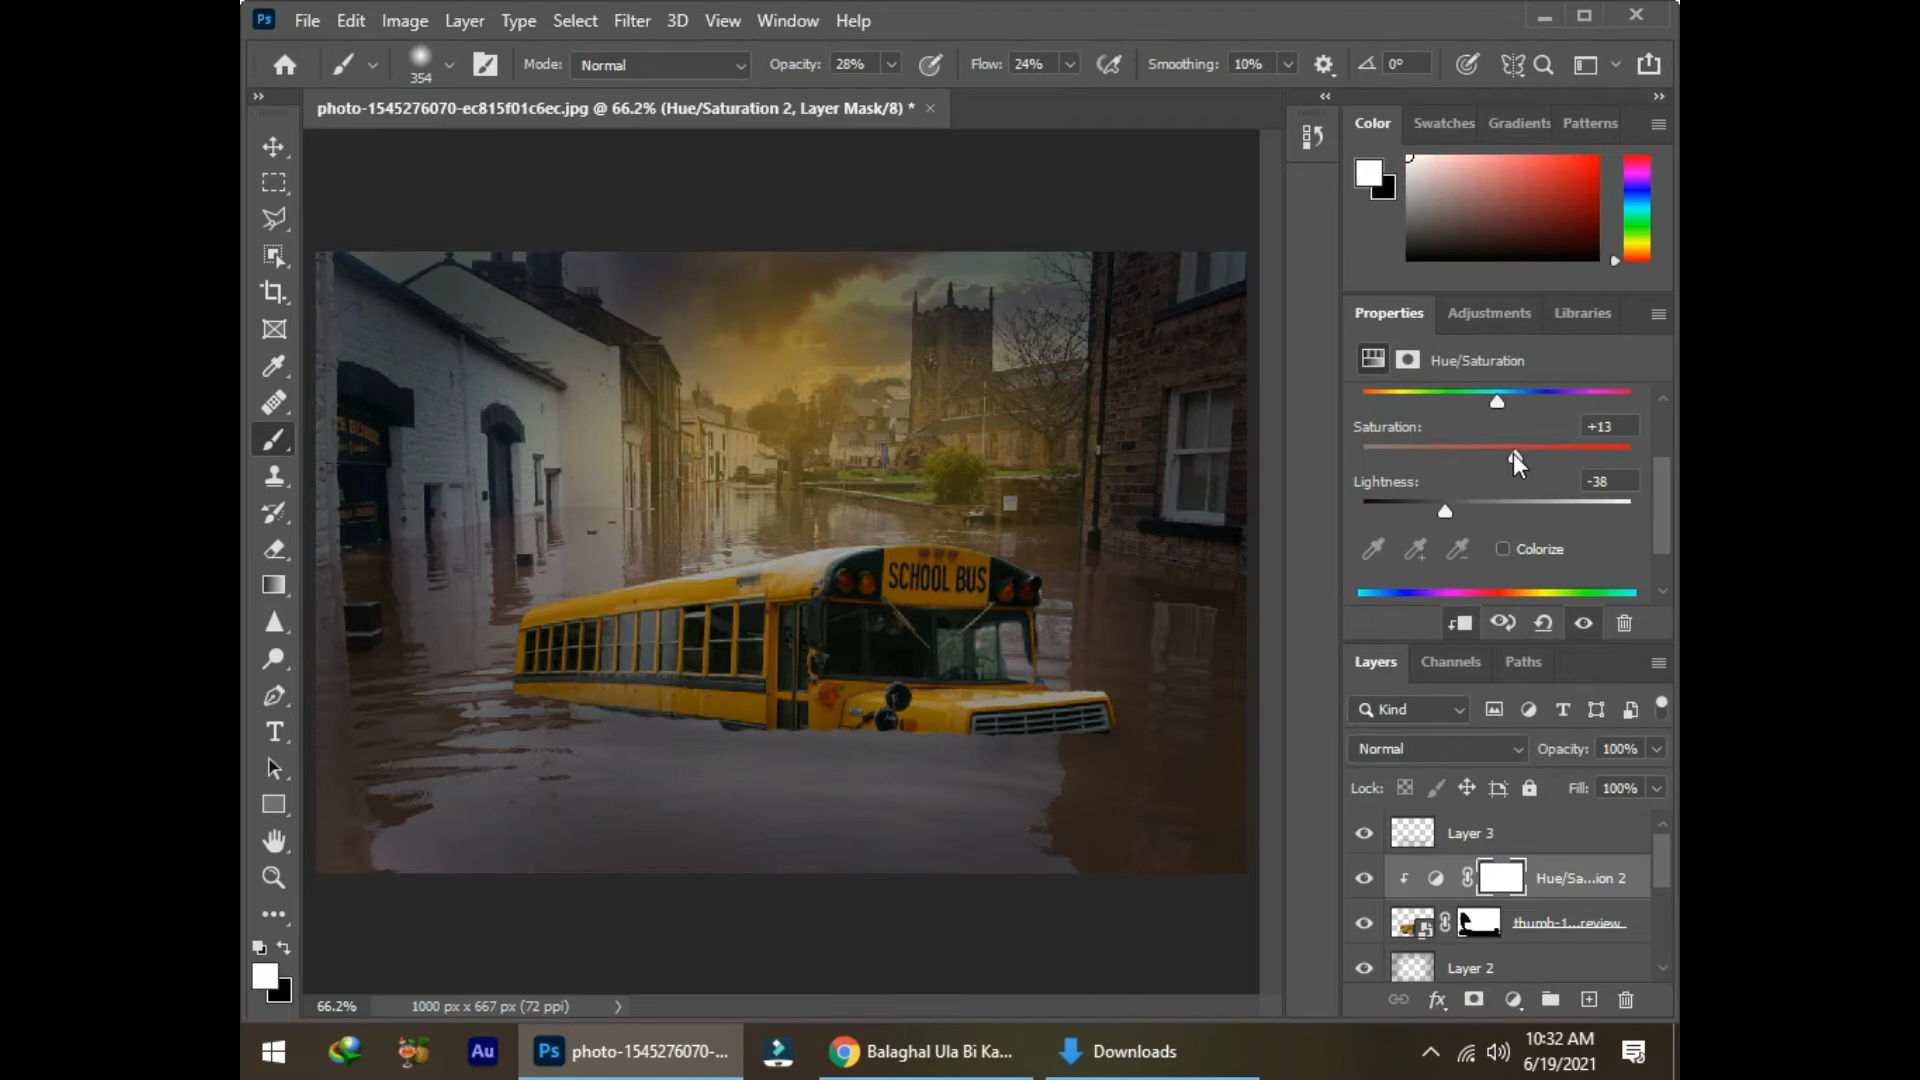 Ps File Edit Image Layer Type Select Filter 3D View Window Help
354 Mode: Normal Opacity: 28% Flow: 24% Smoothing: 10% 0°
photo-1545276070-ec815f01c6ec.jpg @ 66.2% (Hue/Saturation 2, Layer Mask/8) *
Color Swatches Gradients Patterns
Properties Adjustments Libraries
Hue/Saturation
Saturation: +13
Lightness: -38
Colorize
SCHOOL BUS
Layers Channels Paths
Kind
Normal Opacity: 100%
Lock: Fill: 100%
Layer 3
Hue/Sa...ion 2
thumb-1...review
Layer 2
66.2% 1000 px x 667 px (72 ppi)
Au Ps photo-1545276070-... Balaghal Ula Bi Ka... Downloads
10:32 AM
6/19/2021